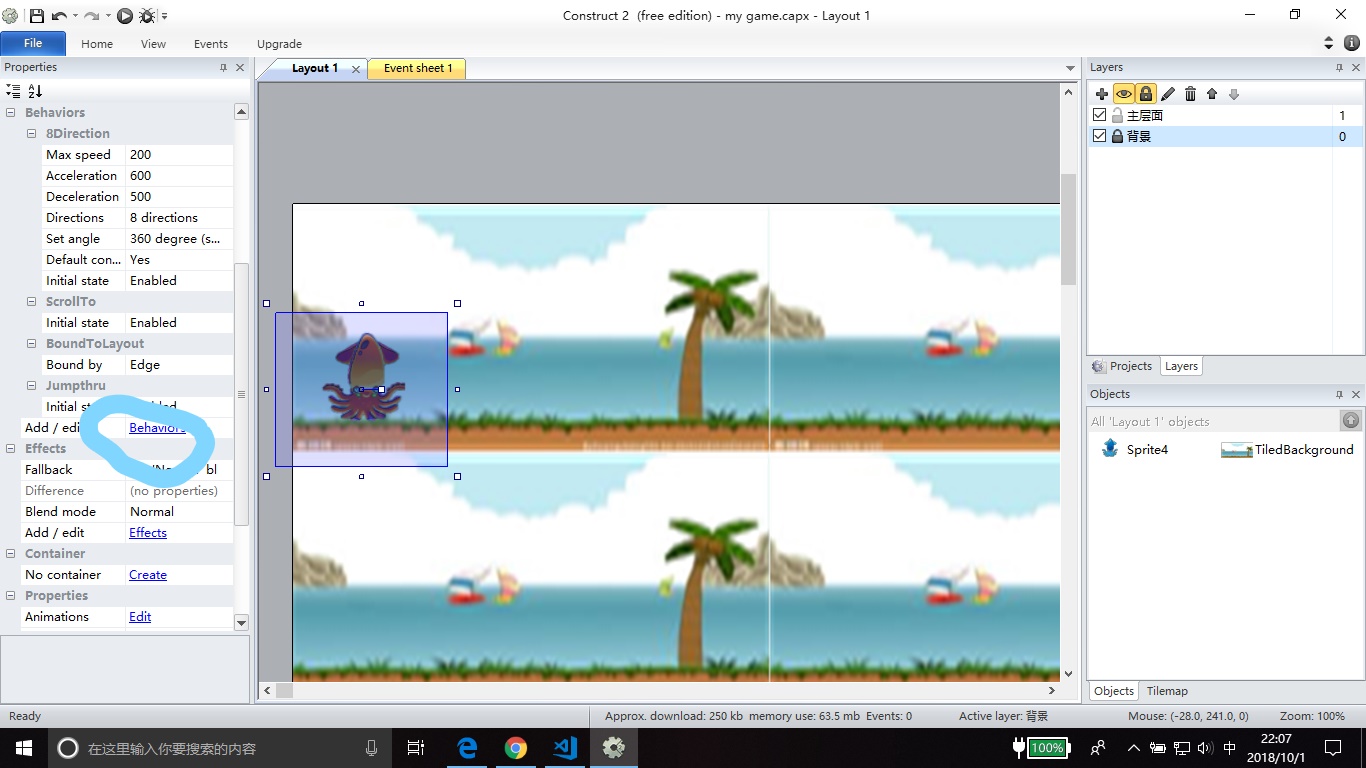 Construct 2  (free edition) - my game.capx - Layout 1
File
Home
View
Events
Upgrade
Properties
Behaviors
8Direction
Max speed 200
Acceleration 600
Deceleration 500
Directions 8 directions
Set angle 360 degree (s...
Default con... Yes
Initial state Enabled
ScrollTo
Initial state Enabled
BoundToLayout
Bound by Edge
Jumpthru
Add / edi Behaviors
Effects
Fallback
Difference (no properties)
Blend mode Normal
Add / edit Effects
Container
No container Create
Properties
Animations Edit
Layout 1
Event sheet 1
Layers
主层面 1
背景 0
Projects
Layers
Objects
All 'Layout 1' objects
Sprite4
TiledBackground
Objects
Tilemap
Ready
Approx. download: 250 kb  memory use: 63.5 mb  Events: 0
Active layer: 背景
Mouse: (-28.0, 241.0, 0)
Zoom: 100%
在这里输入你要搜索的内容
100%
中
22:07
2018/10/1